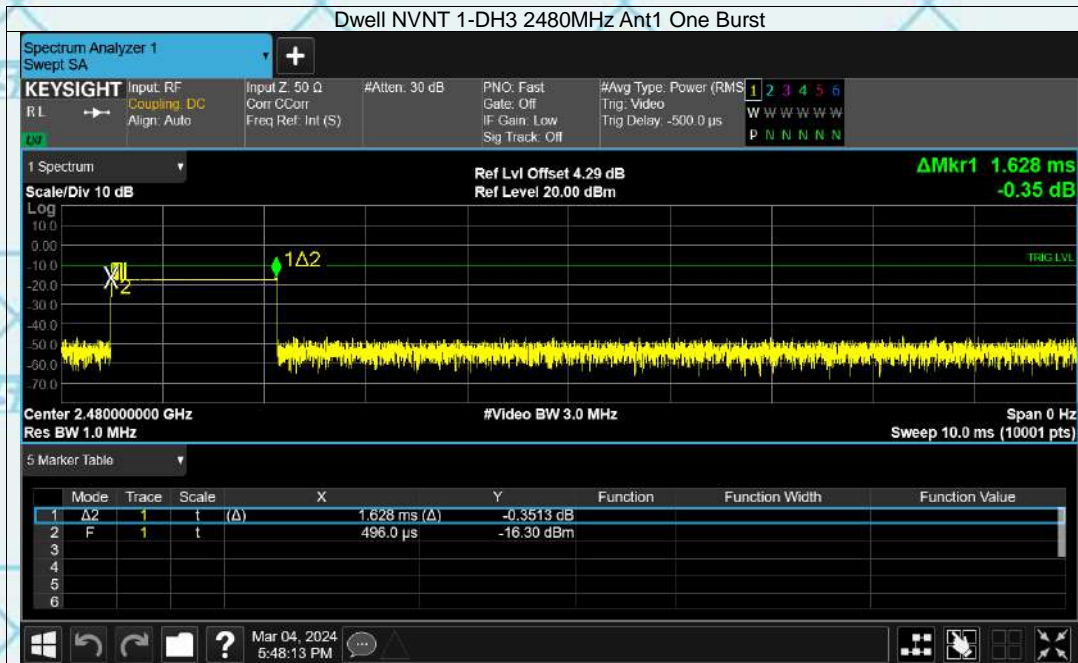 Dwell NVNT 1-DH3 2480MHz Ant1 One Burst
Spectrum Analyzer 1
Swept SA
+
KEYSIGHT Input: RF Input Z: 50 Ω #Atten: 30 dB PNO: Fast #Avg Type: Power (RMS 1 2 3 4 5 6
R L Coupling: DC Corr CCorr Gate: Off Trig: Video W W W W W W
Align: Auto Freq Ref: Int (S) IF Gain: Low Trig Delay: -500.0 µs
Sig Track: Off P N N N N N
LXI
1 Spectrum Ref Lvl Offset 4.29 dB ΔMkr1 1.628 ms
Scale/Div 10 dB Ref Level 20.00 dBm -0.35 dB
Log
10.0
0.00
-10.0 1Δ2 TRIG LVL
-20.0 X2
-30.0
-40.0
-50.0
-60.0
-70.0
Center 2.480000000 GHz #Video BW 3.0 MHz Span 0 Hz
Res BW 1.0 MHz Sweep 10.0 ms (10001 pts)
5 Marker Table
Mode Trace Scale X Y Function Function Width Function Value
1 Δ2 1 t (Δ) 1.628 ms (Δ) -0.3513 dB
2 F 1 t 496.0 µs -16.30 dBm
3
4
5
6
? Mar 04, 2024
5:48:13 PM